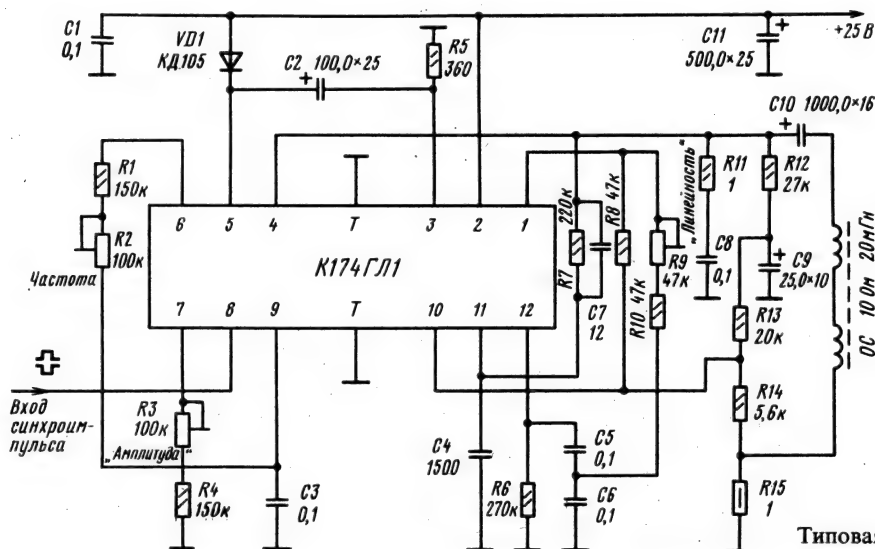 C1
0,1
VD1
КД105
C2 100,0×25
R5
360
C11
500,0×25
+25 В
C10 1000,0×16
R1
150к
R2
100к
Частота
6
5
4
T
3
2
1
К174ГЛ1
7
8
9
T
10
11
12
220к
R7
C7
12
R8 47к
R9
47к
R10 47к
„Линейность"
R11
1
C8
0,1
R12
27к
C9
25,0×10
R13
20к
R14
5,6к
R15
1
ОС 10 Ом 20мГн
Вход
синхроим-
пульса
R3
100к
„Амплитуда"
R4
150к
C3
0,1
C4
1500
R6
270к
C5
0,1
C6
0,1
Типовая